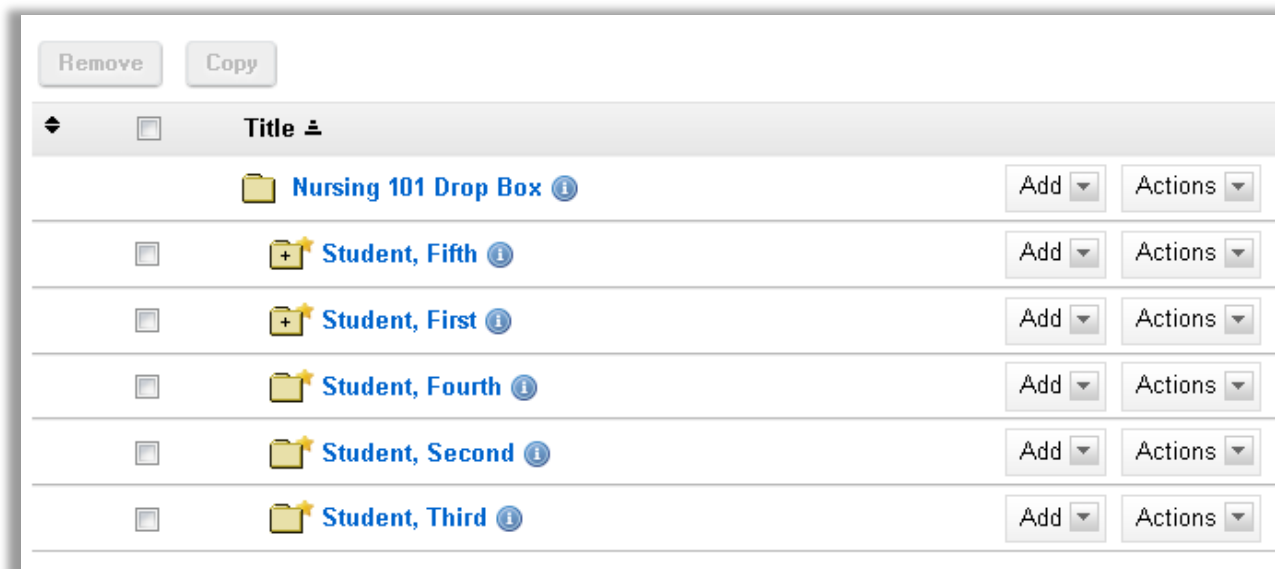 Remove Copy
Title
Nursing 101 Drop Box Add Actions
Student, Fifth Add Actions
Student, First Add Actions
Student, Fourth Add Actions
Student, Second Add Actions
Student, Third Add Actions